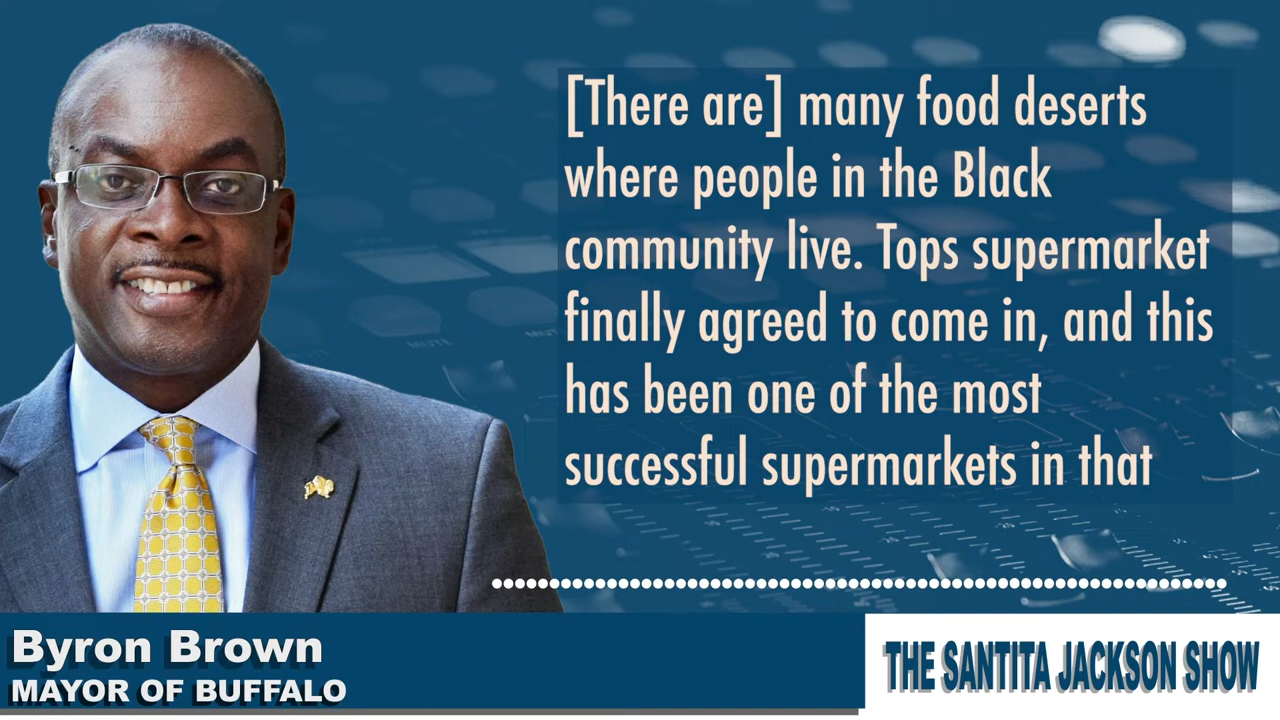 [There are] many food deserts
where people in the Black
community live. Tops supermarket
finally agreed to come in, and this
has been one of the most
successful supermarkets in that
Byron Brown
MAYOR OF BUFFALO
THE SANTITA JACKSON SHOW